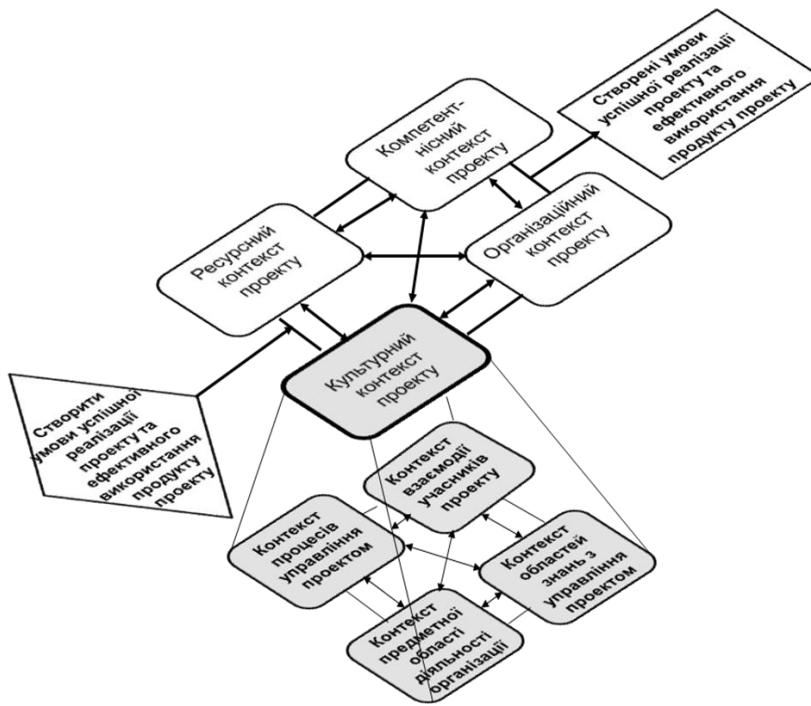 Створені умови
успішної реалізації
проекту та
ефективного
використання
продукту проекту
Компетент-
нісний
контекст
проекту
Організаційний
контекст
проекту
Ресурсний
контекст
проекту
Культурний
контекст
проекту
Створити
умови успішної
реалізації
проекту та
ефективного
використання
продукту
проекту
Контекст
взаємодії
учасників
проекту
Контекст
процесів
управління
проектом
Контекст
областей
знань з
управління
проектом
Контекст
предметної
області
діяльності
організації